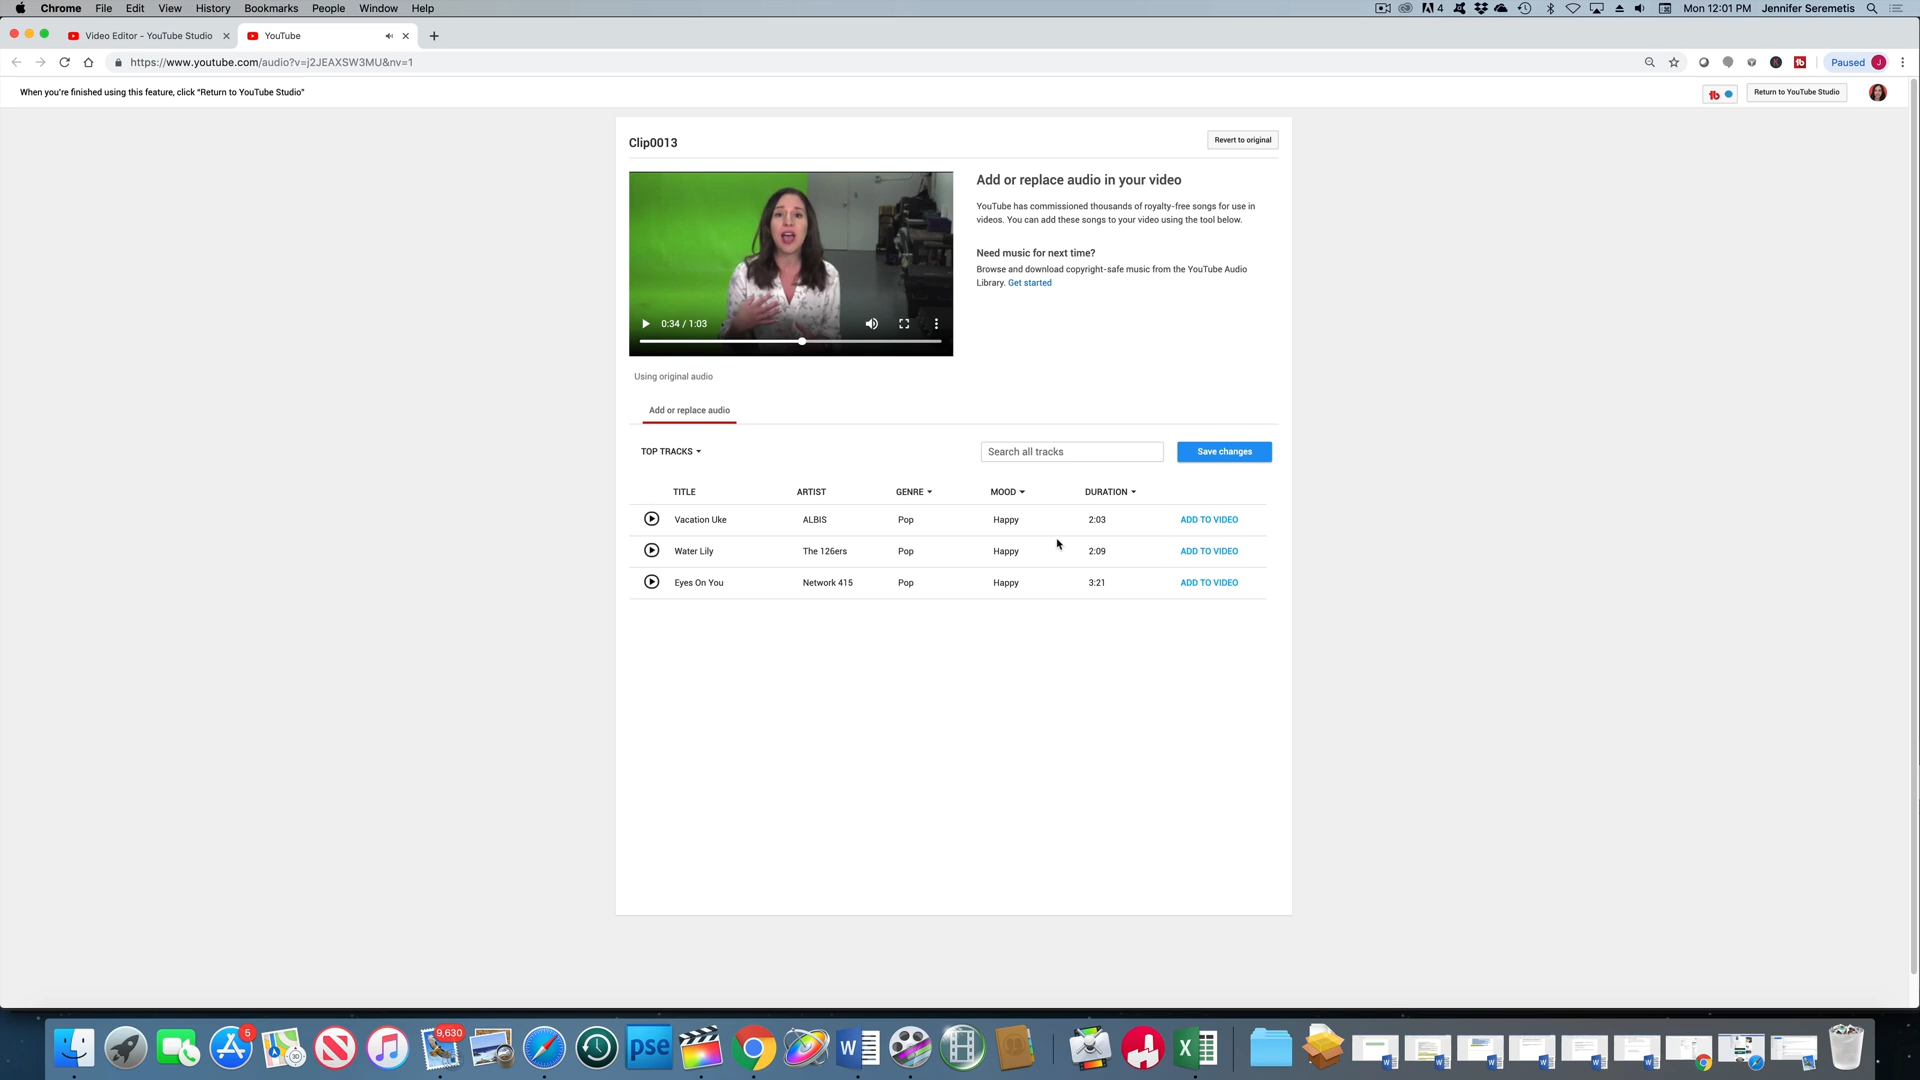 Chrome File Edit View History Bookmarks People Window Help
4 Mon 12:01 PM Jennifer Seremetis
Video Editor - YouTube Studio
YouTube
https://www.youtube.com/audio?v=j2JEAXSW3MU&nv=1
Paused J
When you're finished using this feature, click "Return to YouTube Studio"
Return to YouTube Studio
Clip0013
Revert to original
Add or replace audio in your video
YouTube has commissioned thousands of royalty-free songs for use in
videos. You can add these songs to your video using the tool below.
Need music for next time?
Browse and download copyright-safe music from the YouTube Audio
Library. Get started
0:34 / 1:03
Using original audio
Add or replace audio
TOP TRACKS
Search all tracks
Save changes
TITLE ARTIST GENRE MOOD DURATION
Vacation Uke ALBIS Pop Happy 2:03 ADD TO VIDEO
Water Lily The 126ers Pop Happy 2:09 ADD TO VIDEO
Eyes On You Network 415 Pop Happy 3:21 ADD TO VIDEO
5
9,630
pse